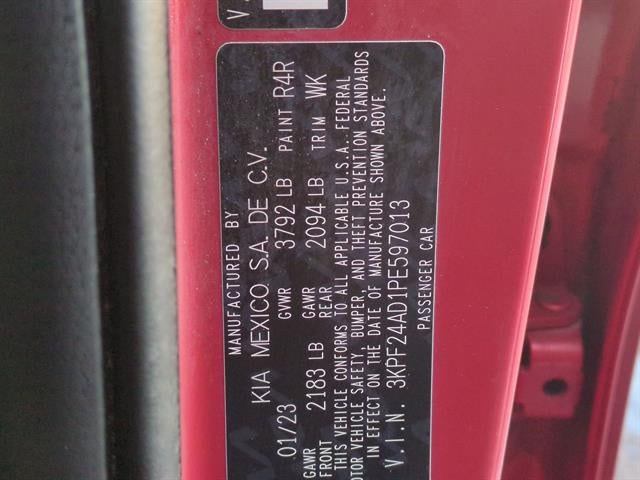 MANUFACTURED BY
KIA MEXICO S.A. DE C.V.
01/23 GVWR 3792 LB PAINT R4R
GAWR FRONT 2183 LB GAWR REAR 2094 LB TRIM WK
THIS VEHICLE CONFORMS TO ALL APPLICABLE U.S.A. FEDERAL
MOTOR VEHICLE SAFETY, BUMPER, AND THEFT PREVENTION STANDARDS
IN EFFECT ON THE DATE OF MANUFACTURE SHOWN ABOVE.
V.I.N. 3KPF24AD1PE597013
PASSENGER CAR